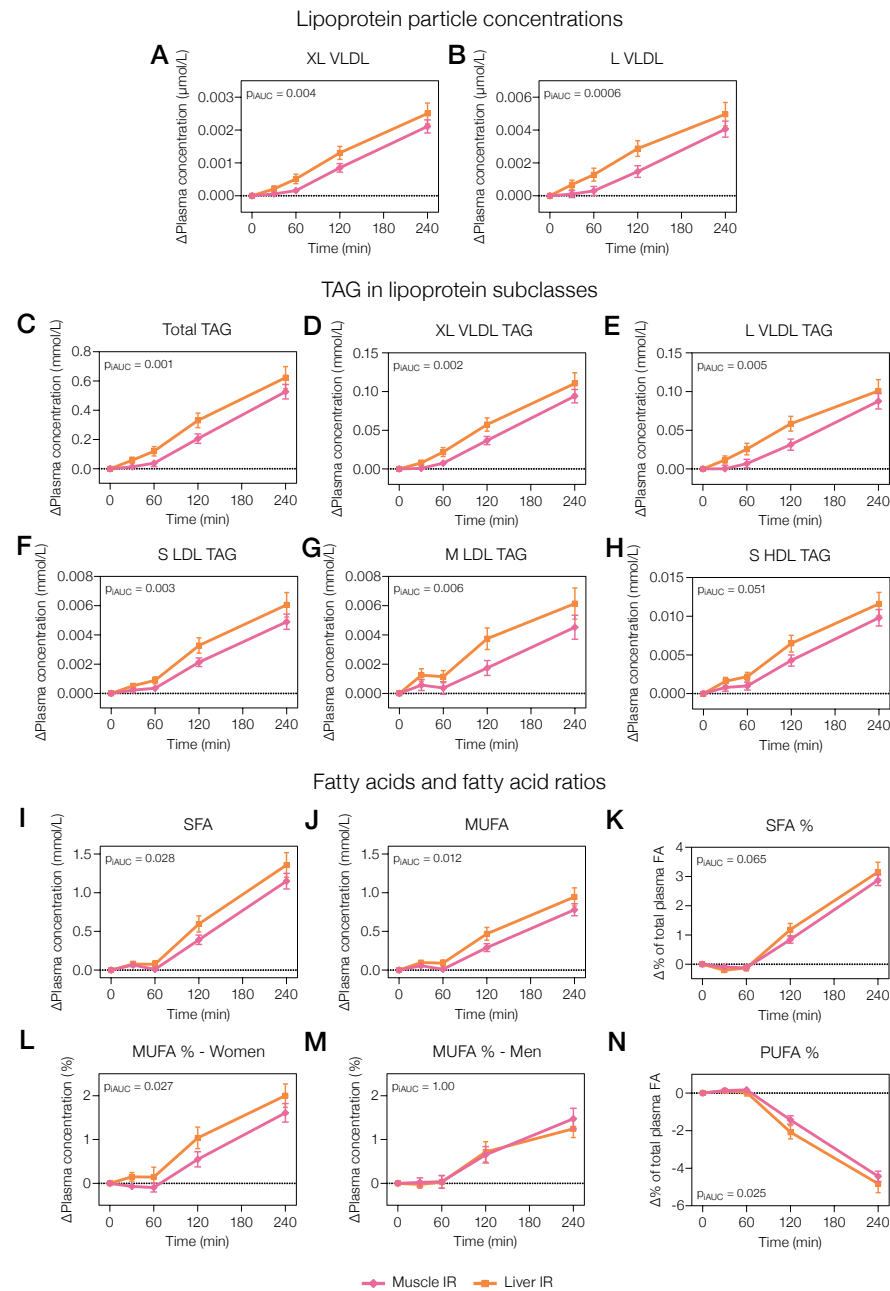 Lipoprotein particle concentrations
A
XL VLDL
ΔPlasma concentration (μmol/L)
piAUC = 0.004
0.003
0.002
0.001
0.000
0 60 120 180 240
Time (min)
B
L VLDL
ΔPlasma concentration (μmol/L)
piAUC = 0.0006
0.006
0.004
0.002
0.000
0 60 120 180 240
Time (min)
TAG in lipoprotein subclasses
C
Total TAG
ΔPlasma concentration (mmol/L)
piAUC = 0.001
0.8
0.6
0.4
0.2
0.0
0 60 120 180 240
Time (min)
D
XL VLDL TAG
ΔPlasma concentration (mmol/L)
piAUC = 0.002
0.15
0.10
0.05
0.00
0 60 120 180 240
Time (min)
E
L VLDL TAG
ΔPlasma concentration (mmol/L)
piAUC = 0.005
0.15
0.10
0.05
0.00
0 60 120 180 240
Time (min)
F
S LDL TAG
ΔPlasma concentration (mmol/L)
piAUC = 0.003
0.008
0.006
0.004
0.002
0.000
0 60 120 180 240
Time (min)
G
M LDL TAG
ΔPlasma concentration (mmol/L)
piAUC = 0.006
0.008
0.006
0.004
0.002
0.000
0 60 120 180 240
Time (min)
H
S HDL TAG
ΔPlasma concentration (mmol/L)
piAUC = 0.051
0.015
0.010
0.005
0.000
0 60 120 180 240
Time (min)
Fatty acids and fatty acid ratios
I
SFA
ΔPlasma concentration (mmol/L)
piAUC = 0.028
1.5
1.0
0.5
0.0
0 60 120 180 240
Time (min)
J
MUFA
ΔPlasma concentration (mmol/L)
piAUC = 0.012
1.5
1.0
0.5
0.0
0 60 120 180 240
Time (min)
K
SFA %
Δ% of total plasma FA
piAUC = 0.065
4
3
2
1
0
0 60 120 180 240
Time (min)
L
MUFA % - Women
ΔPlasma concentration (%)
piAUC = 0.027
2
1
0
0 60 120 180 240
Time (min)
M
MUFA % - Men
ΔPlasma concentration (%)
piAUC = 1.00
2
1
0
0 60 120 180 240
Time (min)
N
PUFA %
Δ% of total plasma FA
0
-2
-4
-6
piAUC = 0.025
0 60 120 180 240
Time (min)
Muscle IR Liver IR